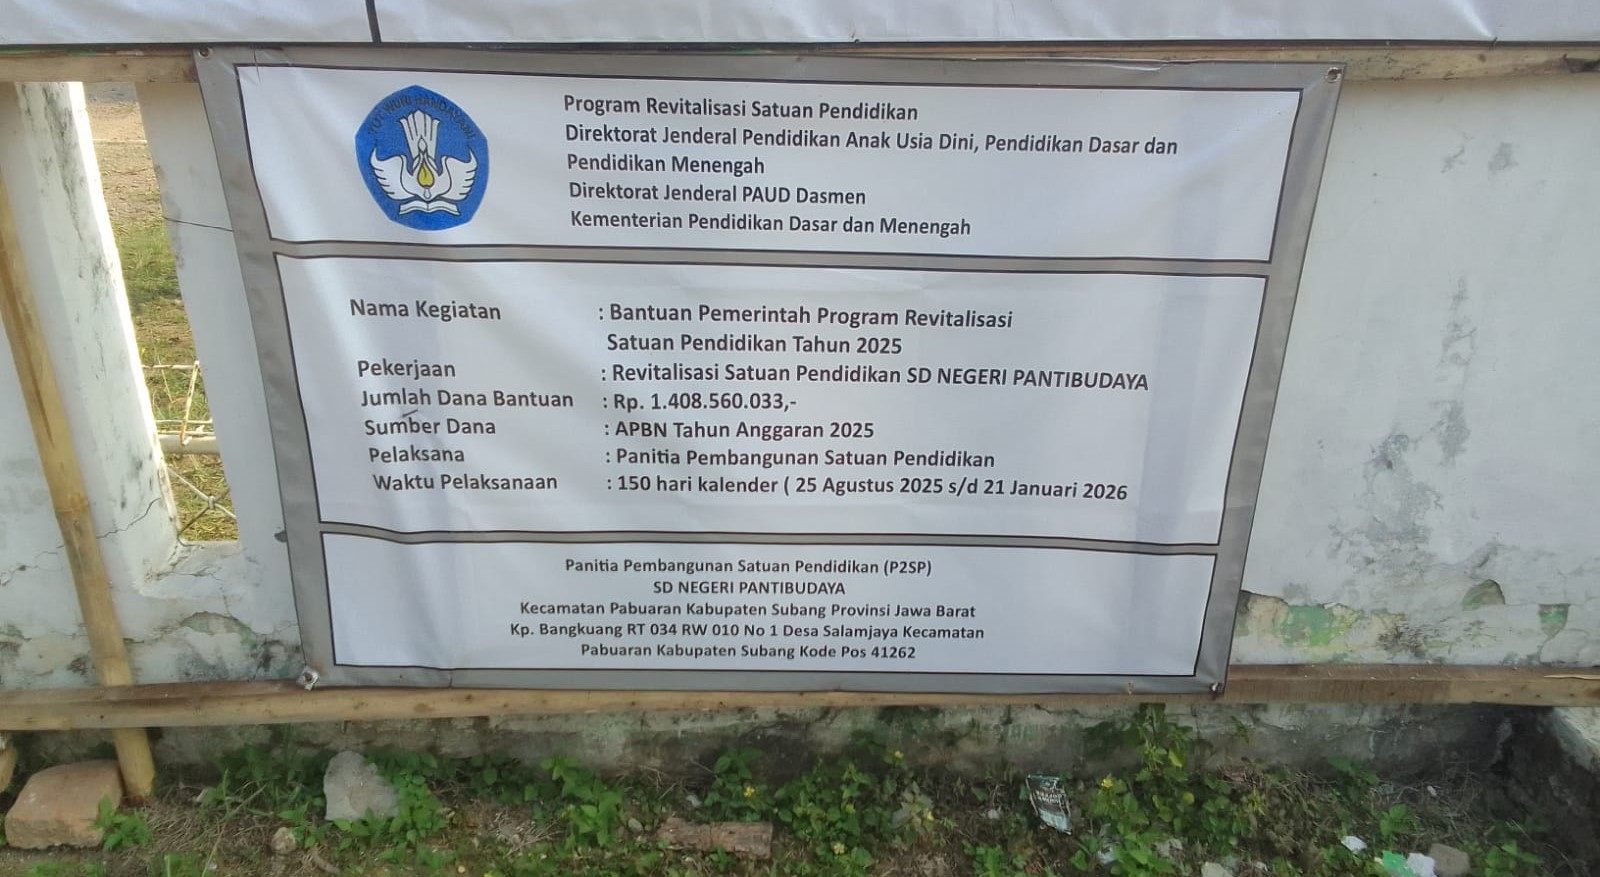 TUT WURI HANDAYANI
Program Revitalisasi Satuan Pendidikan
Direktorat Jenderal Pendidikan Anak Usia Dini, Pendidikan Dasar dan
Pendidikan Menengah
Direktorat Jenderal PAUD Dasmen
Kementerian Pendidikan Dasar dan Menengah
Nama Kegiatan : Bantuan Pemerintah Program Revitalisasi
Satuan Pendidikan Tahun 2025
Pekerjaan : Revitalisasi Satuan Pendidikan SD NEGERI PANTIBUDAYA
Jumlah Dana Bantuan : Rp. 1.408.560.033,-
Sumber Dana : APBN Tahun Anggaran 2025
Pelaksana : Panitia Pembangunan Satuan Pendidikan
Waktu Pelaksanaan : 150 hari kalender ( 25 Agustus 2025 s/d 21 Januari 2026
Panitia Pembangunan Satuan Pendidikan (P2SP)
SD NEGERI PANTIBUDAYA
Kecamatan Pabuaran Kabupaten Subang Provinsi Jawa Barat
Kp. Bangkuang RT 034 RW 010 No 1 Desa Salamjaya Kecamatan
Pabuaran Kabupaten Subang Kode Pos 41262